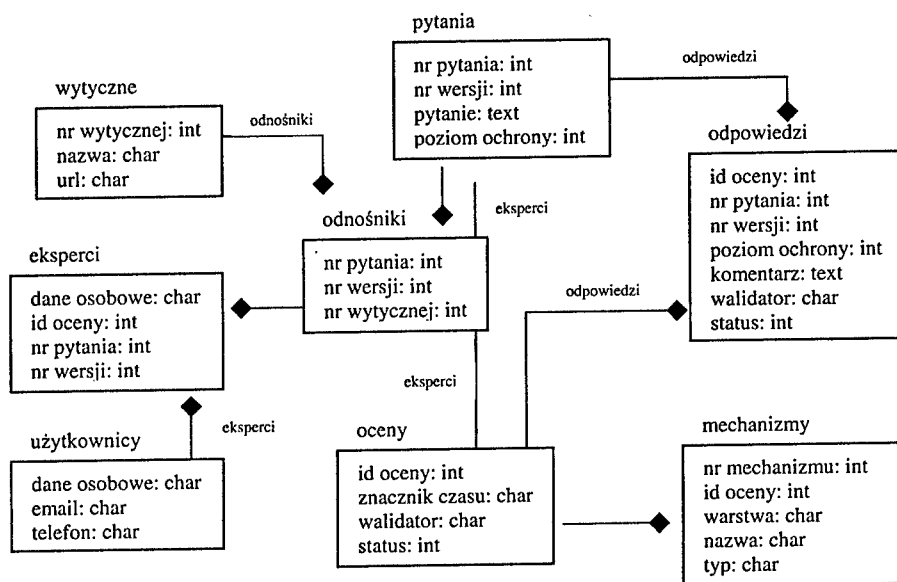 pytania
nr pytania: int
nr wersji: int
pytanie: text
poziom ochrony: int
odpowiedzi
wytyczne
nr wytycznej: int
nazwa: char
url: char
odnośniki
odpowiedzi
id oceny: int
nr pytania: int
nr wersji: int
poziom ochrony: int
komentarz: text
walidator: char
status: int
eksperci
odnośniki
nr pytania: int
nr wersji: int
nr wytycznej: int
eksperci
dane osobowe: char
id oceny: int
nr pytania: int
nr wersji: int
odpowiedzi
eksperci
eksperci
użytkownicy
dane osobowe: char
email: char
telefon: char
oceny
id oceny: int
znacznik czasu: char
walidator: char
status: int
mechanizmy
nr mechanizmu: int
id oceny: int
warstwa: char
nazwa: char
typ: char